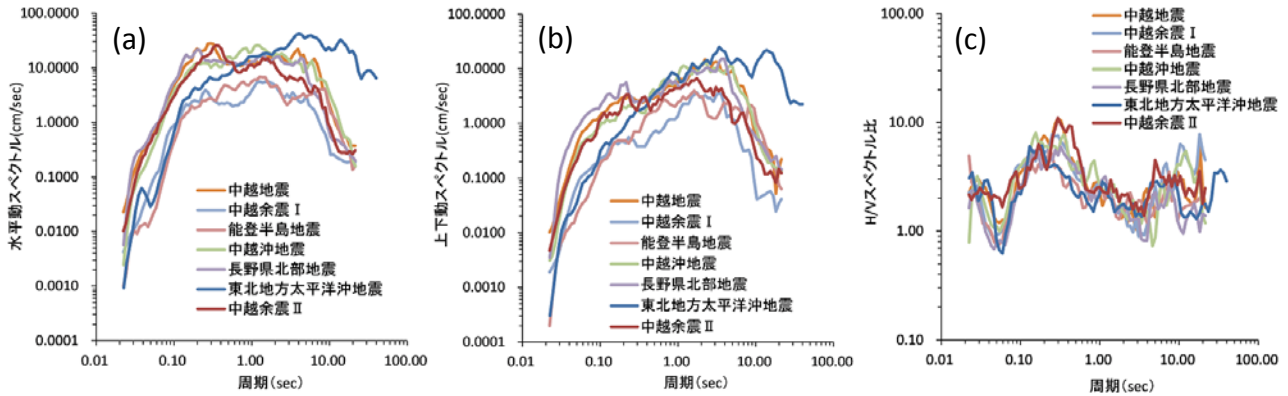 (a)
水平動スペクトル(cm/sec)
100.0000
10.0000
1.0000
0.1000
0.0100
0.0010
0.0001
中越地震
中越余震Ⅰ
能登半島地震
中越沖地震
長野県北部地震
東北地方太平洋沖地震
中越余震Ⅱ
0.01 0.10 1.00 10.00 100.00
周期(sec)
(b)
上下動スペクトル(cm/sec)
100.0000
10.0000
1.0000
0.1000
0.0100
0.0010
0.0001
中越地震
中越余震Ⅰ
能登半島地震
中越沖地震
長野県北部地震
東北地方太平洋沖地震
中越余震Ⅱ
0.01 0.10 1.00 10.00 100.00
周期(sec)
(c)
H/Vスペクトル比
100.00
10.00
1.00
0.10
中越地震
中越余震Ⅰ
能登半島地震
中越沖地震
長野県北部地震
東北地方太平洋沖地震
中越余震Ⅱ
0.01 0.10 1.00 10.00 100.00
周期(sec)